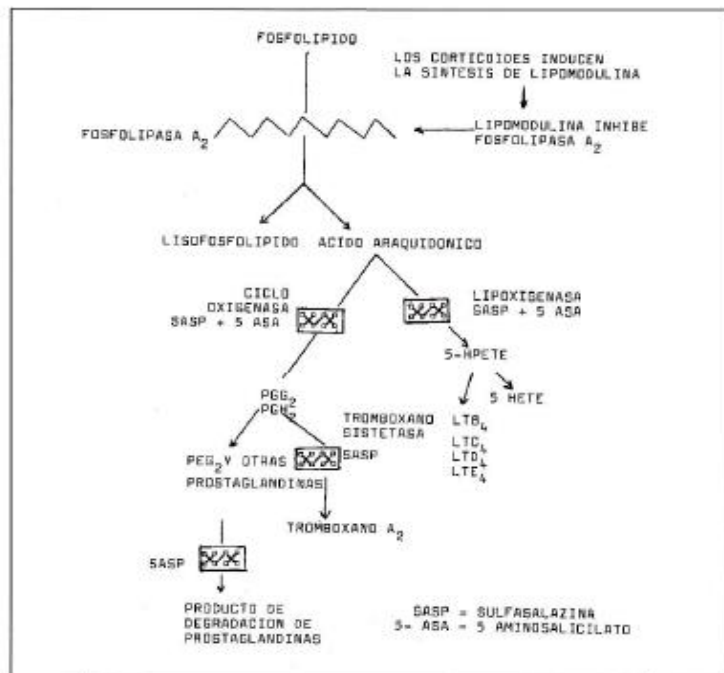 FOSFOLIPIDO
LOS CORTICOIDES INDUCEN
LA SINTESIS DE LIPOMODULINA
FOSFOLIPASA A2
LIPOMODULINA INHIBE
FOSFOLIPASA A2
LISOFOSFOLIPIDO ACIDO ARAQUIDONICO
CICLO
OXIGENASA
SASP + 5 ASA
LIPOXIGENASA
SASP + 5 ASA
5-HPETE
5 HETE
PGG2
PGH2
TROMBOXANO
SISTETASA
SASP
LTB4
LTC4
LTD4
LTE4
PEG2 Y OTRAS
PROSTAGLANDINAS
TROMBOXANO A2
SASP
PRODUCTO DE
DEGRADACION DE
PROSTAGLANDINAS
SASP = SULFASALAZINA
5- ASA = 5 AMINOSALICILATO